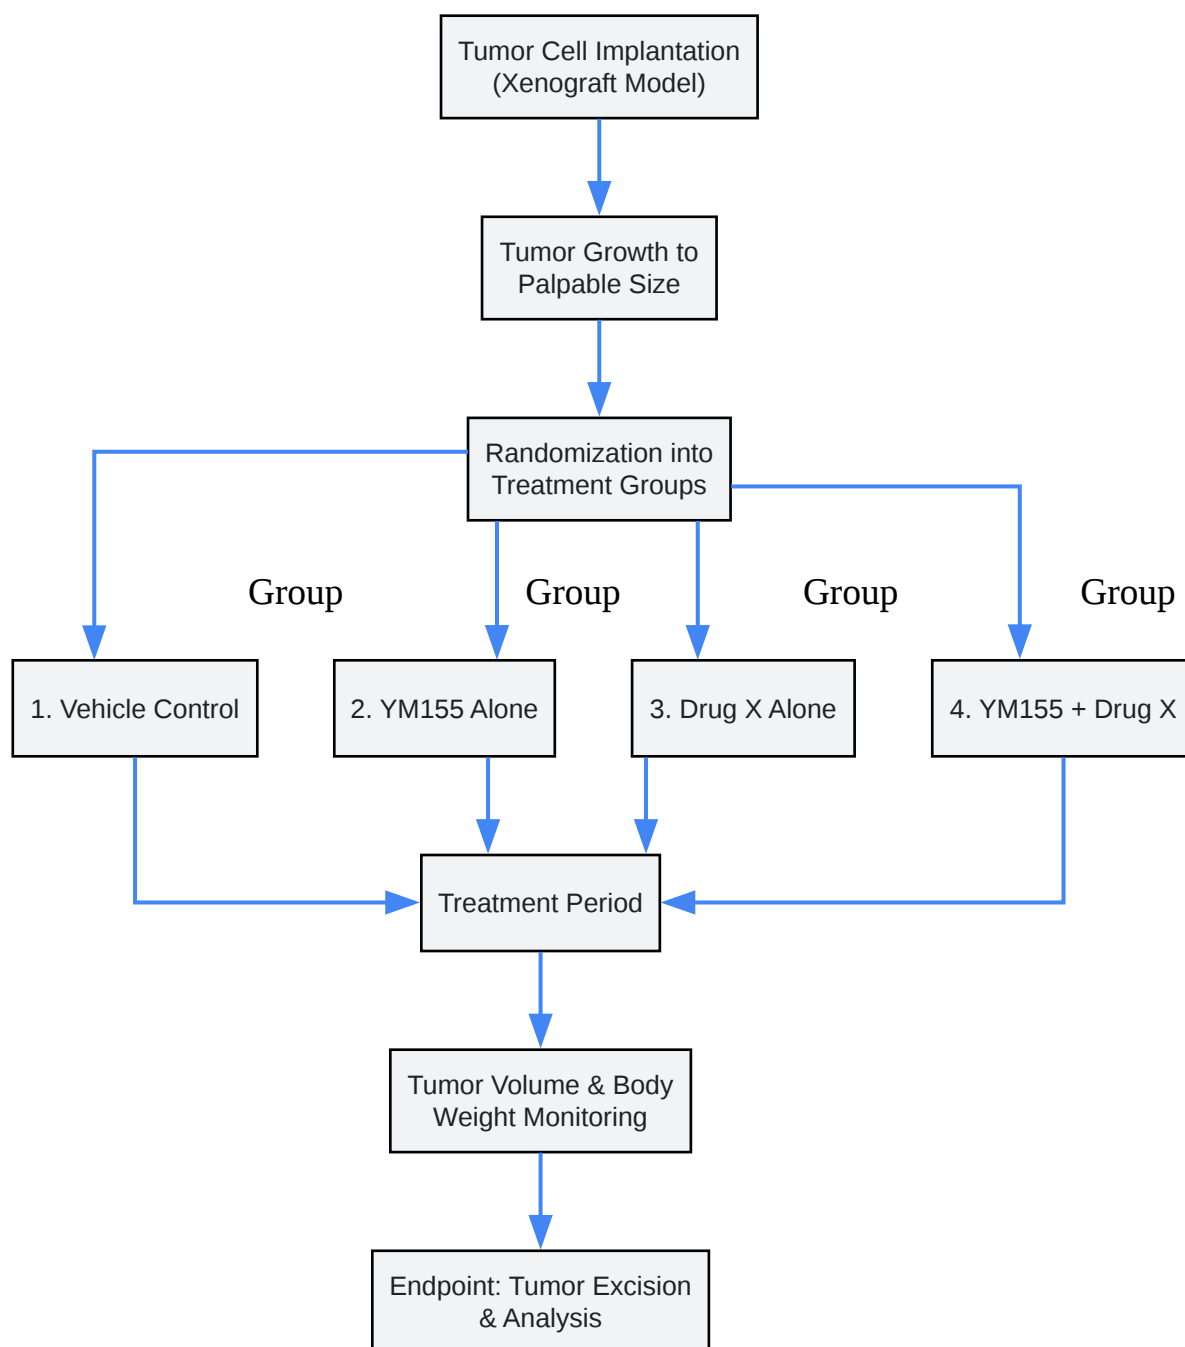 Tumor Cell Implantation
(Xenograft Model)
Tumor Growth to
Palpable Size
Randomization into
Treatment Groups
Group
Group
Group
Group
1. Vehicle Control
2. YM155 Alone
3. Drug X Alone
4. YM155 + Drug X
Treatment Period
Tumor Volume & Body
Weight Monitoring
Endpoint: Tumor Excision
& Analysis